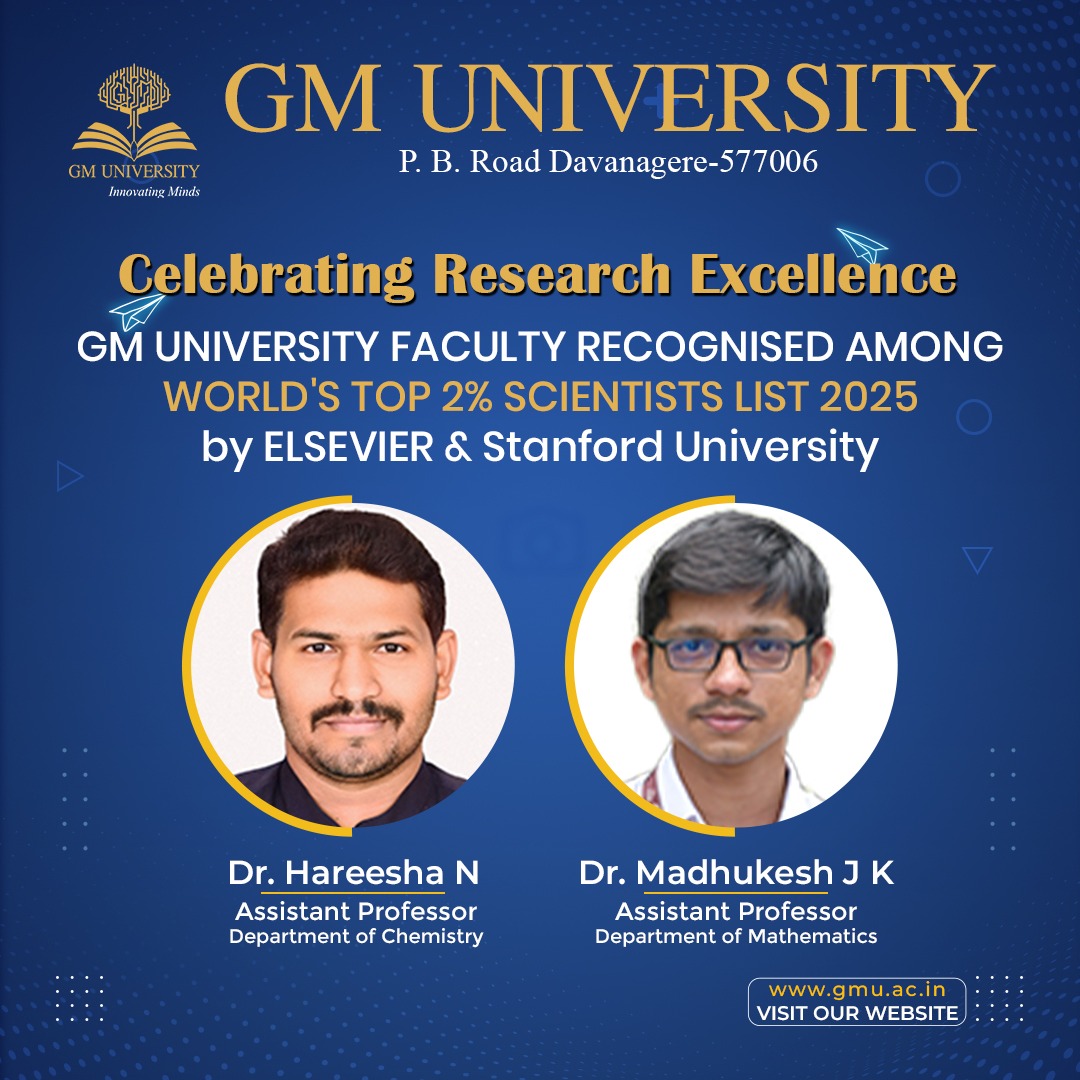 GM UNIVERSITY
Innovating Minds
GM UNIVERSITY
P. B. Road Davanagere-577006
Celebrating Research Excellence
GM UNIVERSITY FACULTY RECOGNISED AMONG
WORLD'S TOP 2% SCIENTISTS LIST 2025
by ELSEVIER & Stanford University
Dr. Hareesha N
Assistant Professor
Department of Chemistry
Dr. Madhukesh J K
Assistant Professor
Department of Mathematics
www.gmu.ac.in
VISIT OUR WEBSITE